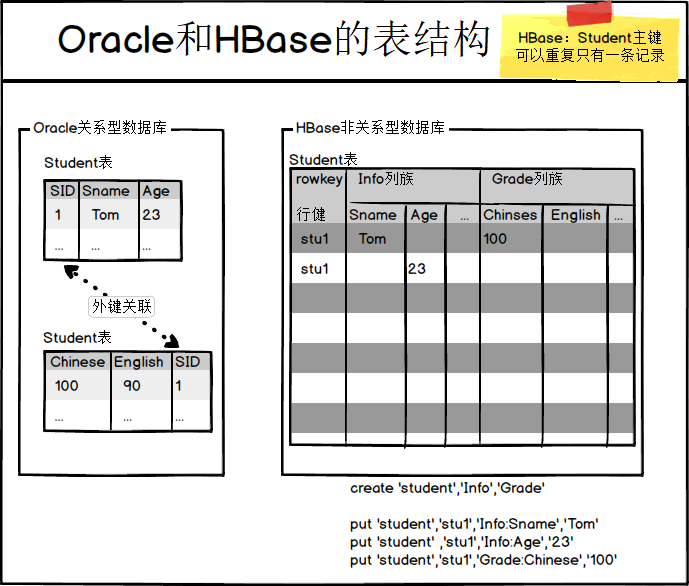 Oracle和HBase的表结构
HBase：Student主键
可以重复只有一条记录
Oracle关系型数据库
Student表
SID Sname Age
1 Tom 23
... ... ...
外键关联
Student表
Chinese English SID
100 90 1
... ... ...
HBase非关系型数据库
Student表
rowkey Info列族 Grade列族
行健 Sname Age ... Chinses English ...
stu1 Tom 100
stu1 23
create 'student','Info','Grade'
put 'student','stu1','Info:Sname','Tom'
put 'student' ,'stu1','Info:Age','23'
put 'student','stu1','Grade:Chinese','100'